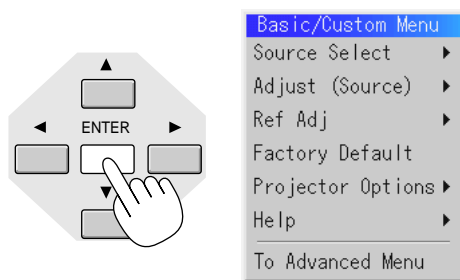 ENTER
Basic/Custom Menu
Source Select
Adjust (Source)
Ref Adj
Factory Default
Projector Options
Help
To Advanced Menu